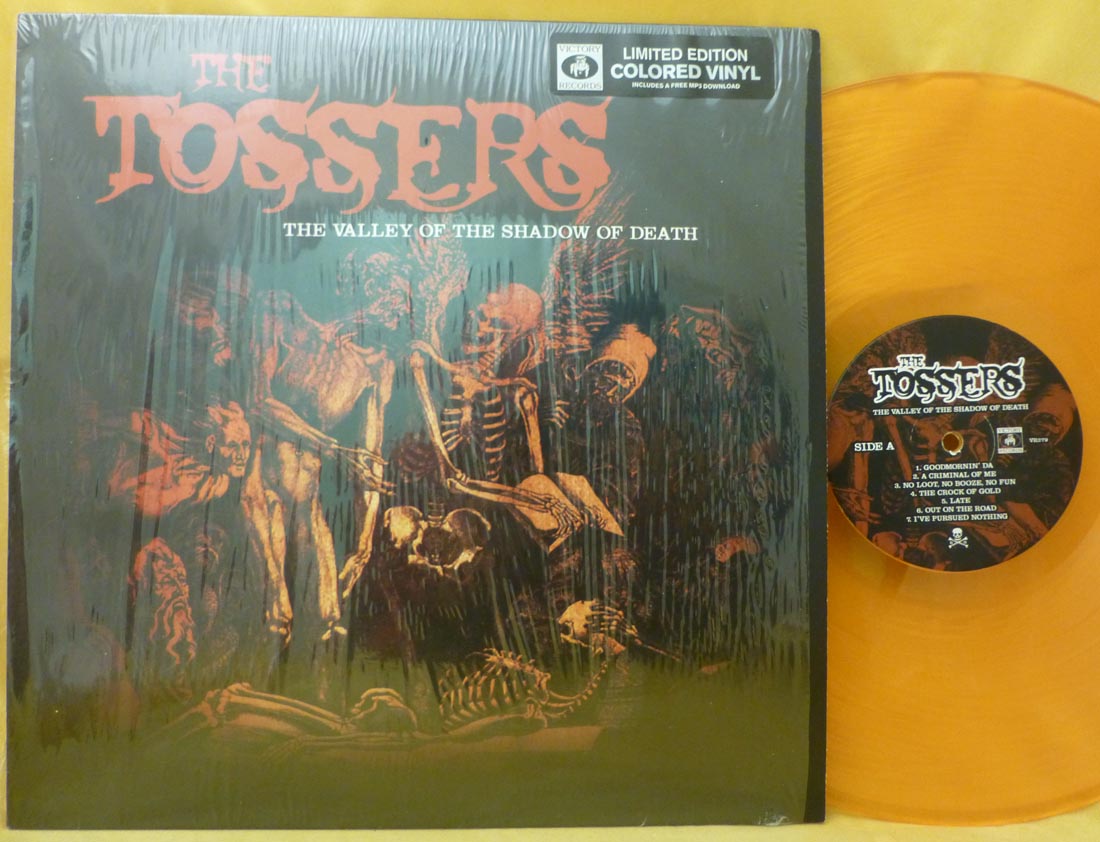 THE
TOSSERS
THE VALLEY OF THE SHADOW OF DEATH
VICTORY
RECORDS
LIMITED EDITION
COLORED VINYL
INCLUDES A FREE MP3 DOWNLOAD
THE
TOSSERS
THE VALLEY OF THE SHADOW OF DEATH
SIDE A
VICTORY
RECORDS
VR379
1. GOODMORNIN' DA
2. A CRIMINAL OF ME
3. NO LOOT, NO BOOZE, NO FUN
4. THE CROCK OF GOLD
5. LATE
6. OUT ON THE ROAD
7. I'VE PURSUED NOTHING